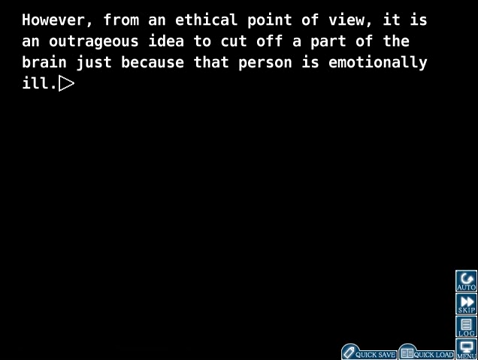 However, from an ethical point of view, it is
an outrageous idea to cut off a part of the
brain just because that person is emotionally
ill.
AUTO
SKIP
LOG
MENU
QUICK SAVE
QUICK LOAD